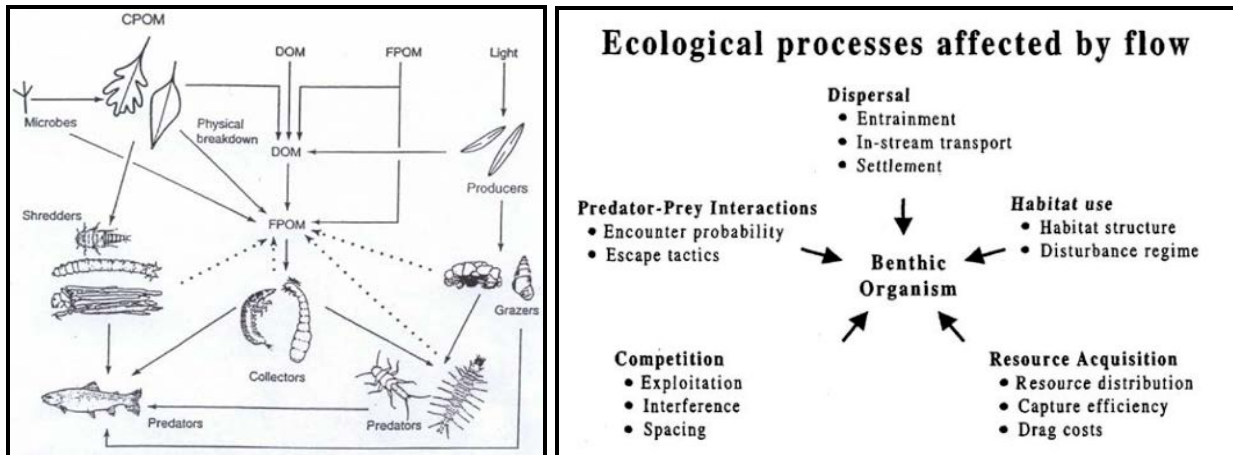 CPOM
DOM
FPOM
Light
Microbes
Physical
breakdown
DOM
Producers
Shredders
FPOM
Grazers
Collectors
Predators
Predators
Ecological processes affected by flow
Dispersal
• Entrainment
• In-stream transport
• Settlement
Predator-Prey Interactions
• Encounter probability
• Escape tactics
Habitat use
• Habitat structure
• Disturbance regime
Benthic
Organism
Competition
• Exploitation
• Interference
• Spacing
Resource Acquisition
• Resource distribution
• Capture efficiency
• Drag costs